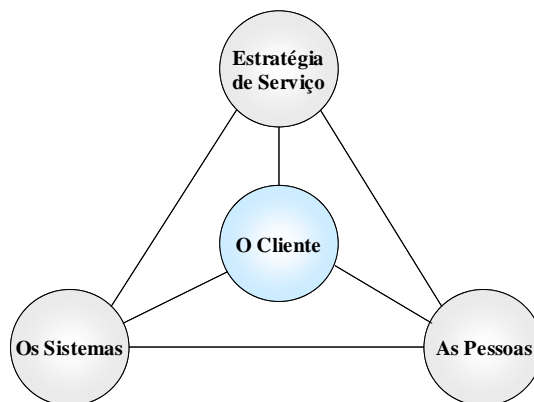 Estratégia
de Serviço
O Cliente
Os Sistemas
As Pessoas